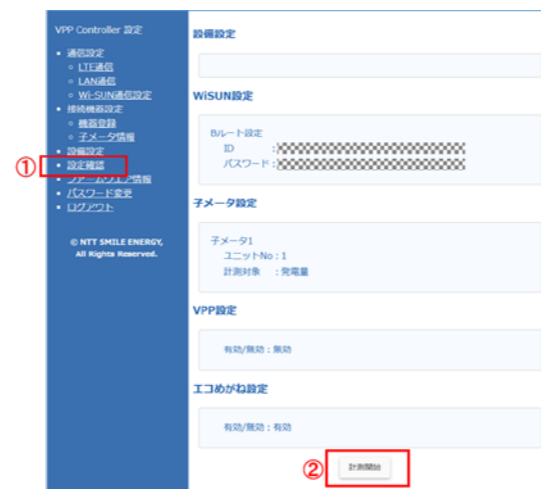 VPP Controller 設定
• 通信設定
○ LTE通信
○ LAN通信
○ Wi-SUN通信設定
• 接続機器設定
○ 機器登録
○ 子メータ情報
• 設備設定
① • 設定確認
• ファームウェア情報
• パスワード変更
• ログアウト
© NTT SMILE ENERGY,
All Rights Reserved.
設備設定
WiSUN設定
Bルート設定
ID :
パスワード :
子メータ設定
子メータ1
ユニットNo : 1
計測対象 : 発電量
VPP設定
有効/無効 : 無効
エコめがね設定
有効/無効 : 有効
② 計測開始